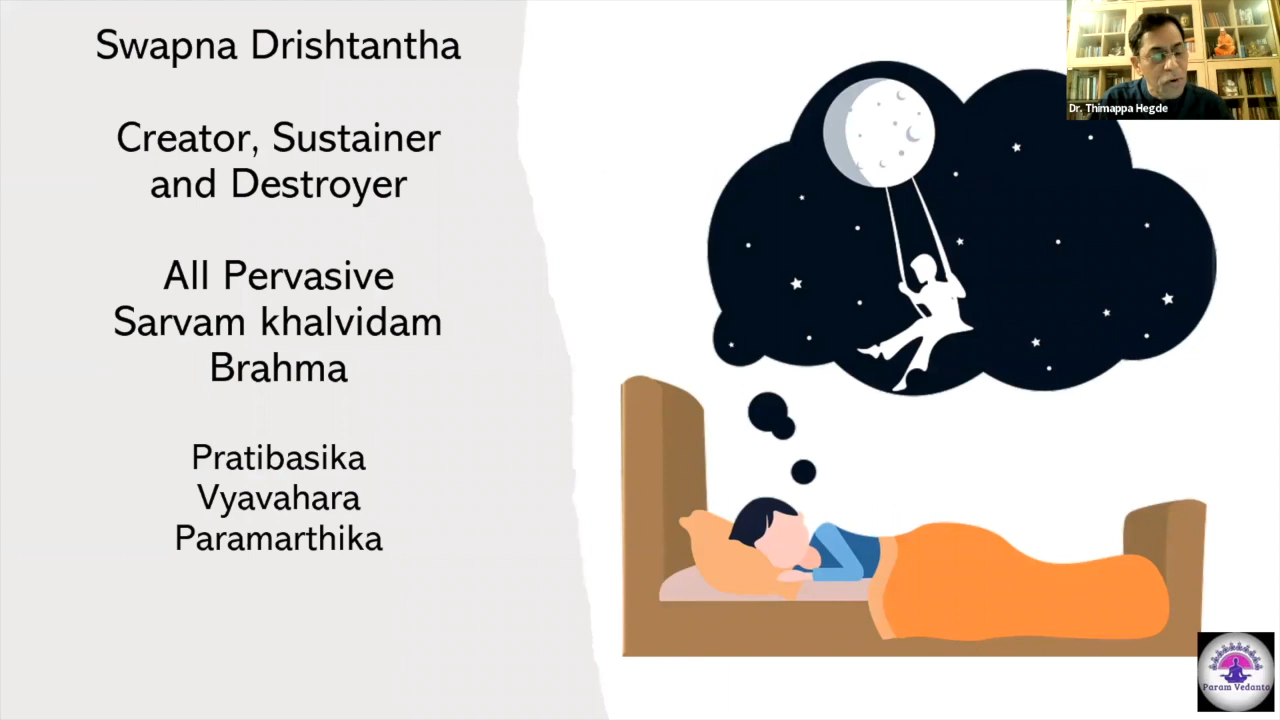 Swapna Drishtantha
Creator, Sustainer
and Destroyer
All Pervasive
Sarvam khalvidam
Brahma
Pratibasika
Vyavahara
Paramarthika
Dr. Thimappa Hegde
Param Vedanta